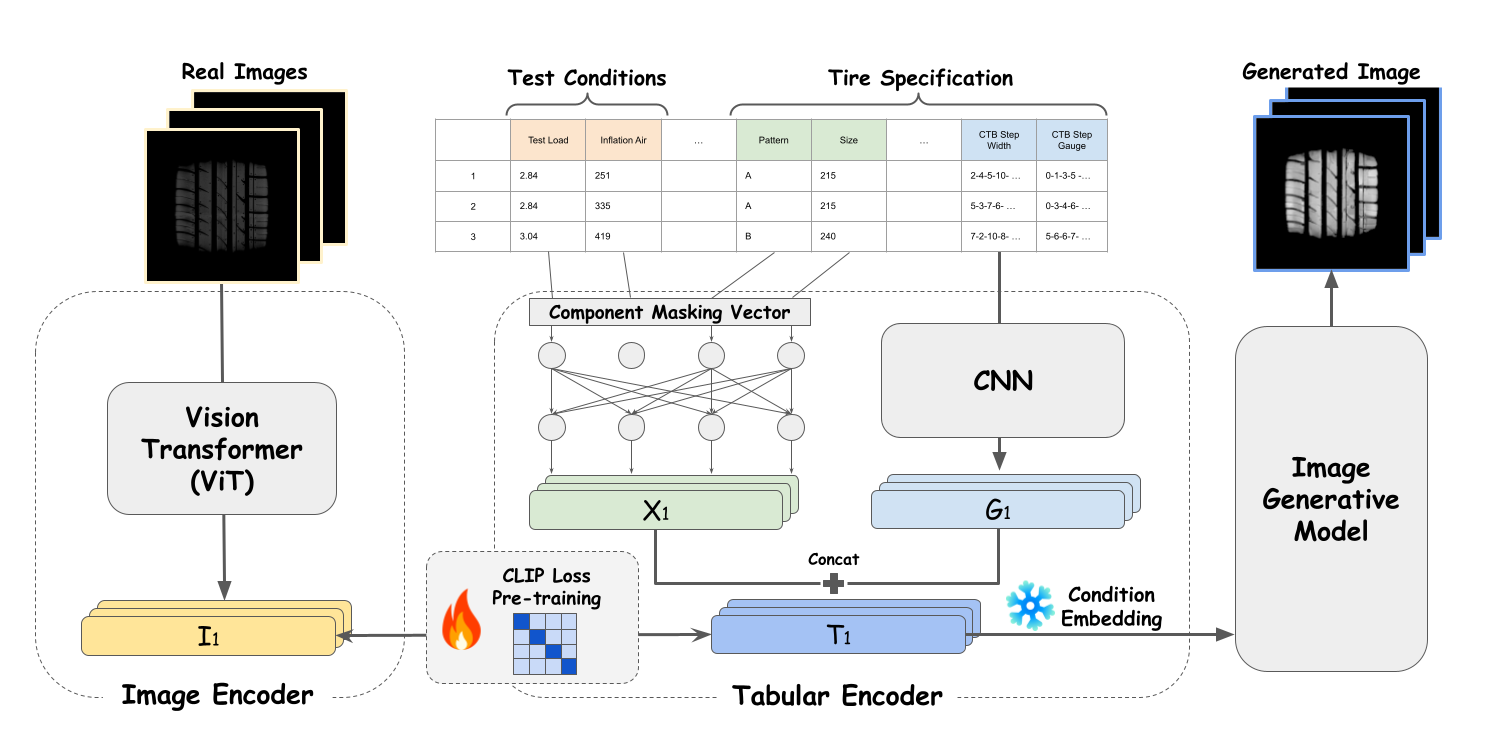 Real Images
Test Conditions
Tire Specification
Generated Image
Test Load
Inflation Air
...
Pattern
Size
...
CTB Step
Width
CTB Step
Gauge
1
2.84
251
A
215
2-4-5-10- ...
0-1-3-5 -...
2
2.84
335
A
215
5-3-7-6- ...
0-3-4-6- ...
3
3.04
419
B
240
7-2-10-8- ...
5-6-6-7- ...
Component Masking Vector
CNN
Vision
Transformer
(ViT)
Image
Generative
Model
X1
G1
Concat
CLIP Loss
Pre-training
Condition
Embedding
I1
T1
Image Encoder
Tabular Encoder